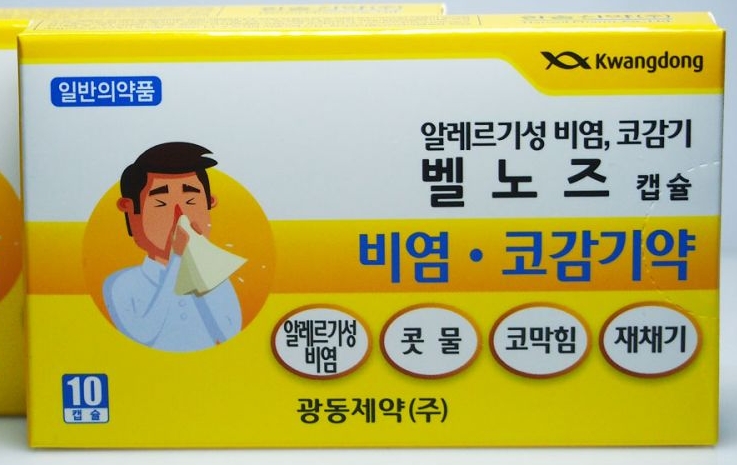 Kwangdong
일반의약품
알레르기성 비염, 코감기
벨노즈 캡슐
비염 · 코감기약
알레르기성
비염
콧물
코막힘
재채기
10
캡슐
광동제약(주)